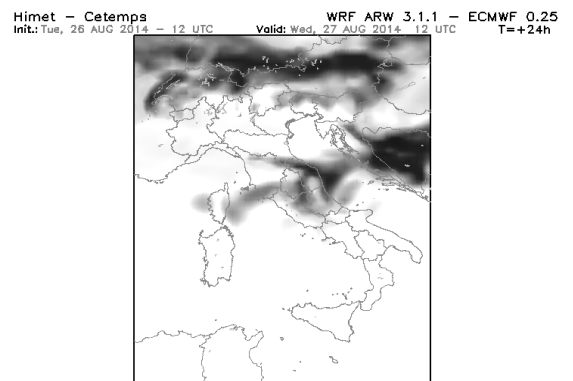 Himet – Cetemps WRF ARW 3.1.1 – ECMWF 0.25
Init.: Tue, 26 AUG 2014 – 12 UTC Valid: Wed, 27 AUG 2014 12 UTC T=+24h